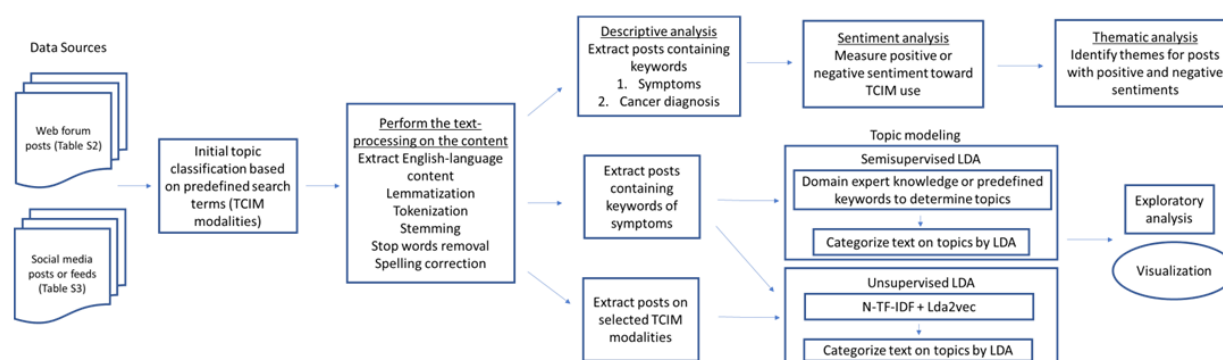 Data Sources
Web forum
posts (Table S2)
Social media
posts or feeds
(Table S3)
Initial topic
classification based
on predefined search
terms (TCIM
modalities)
Perform the text-
processing on the content
Extract English-language
content
Lemmatization
Tokenization
Stemming
Stop words removal
Spelling correction
Descriptive analysis
Extract posts containing
keywords
1. Symptoms
2. Cancer diagnosis
Sentiment analysis
Measure positive or
negative sentiment toward
TCIM use
Thematic analysis
Identify themes for posts
with positive and negative
sentiments
Extract posts
containing
keywords of
symptoms
Extract posts on
selected TCIM
modalities
Topic modeling
Semisupervised LDA
Domain expert knowledge or predefined
keywords to determine topics
Categorize text on topics by LDA
Unsupervised LDA
N-TF-IDF + Lda2vec
Categorize text on topics by LDA
Exploratory
analysis
Visualization